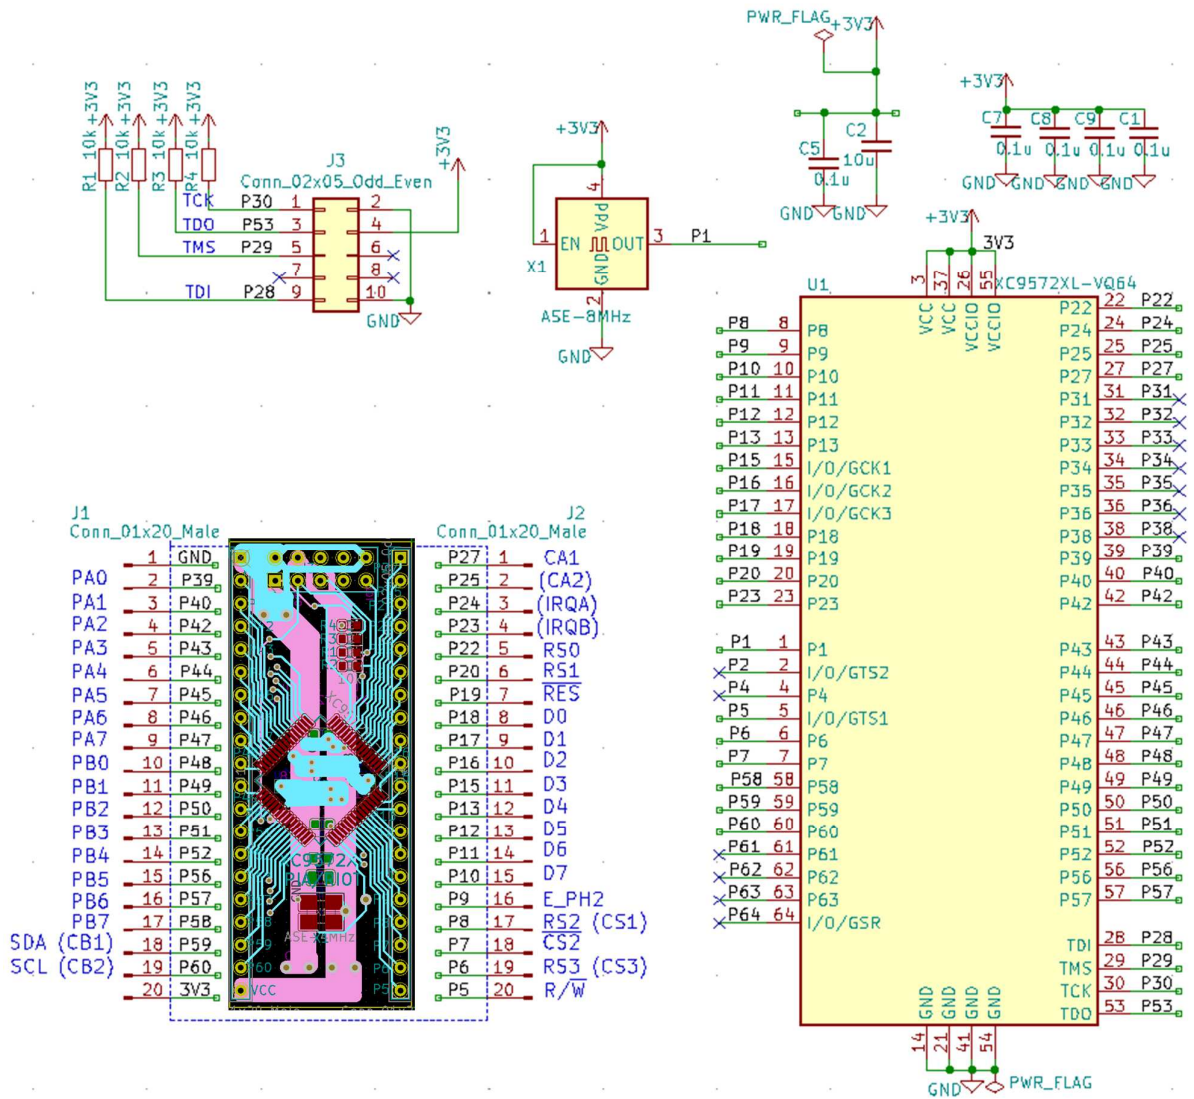 PWR_FLAG
+3V3
C5
0.1u
C2
10u
GND
GND
+3V3
C7
0.1u
C8
0.1u
C9
0.1u
C1
0.1u
GND
GND
GND
GND
R1 10k +3V3
R2 10k +3V3
R3 10k +3V3
R4 10k +3V3
J3
Conn_02x05_Odd_Even
+3V3
TCK P30 1 2
TDO P53 3 4
TMS P29 5 6
7 8
TDI P28 9 10
GND
+3V3
4
Vdd
1 EN OUT 3 P1
X1
GND
2
ASE-8MHz
GND
+3V3
3V3
U1
XC9572XL-VQ64
3 37 26 55
VCC VCC VCCIO VCCIO
P8 8 P8
P9 9 P9
P10 10 P10
P11 11 P11
P12 12 P12
P13 13 P13
P15 15 I/O/GCK1
P16 16 I/O/GCK2
P17 17 I/O/GCK3
P18 18 P18
P19 19 P19
P20 20 P20
P23 23 P23
P1 1 P1
P2 2 I/O/GTS2
P4 4 P4
P5 5 I/O/GTS1
P6 6 P6
P7 7 P7
P58 58 P58
P59 59 P59
P60 60 P60
P61 61 P61
P62 62 P62
P63 63 P63
P64 64 I/O/GSR
P22 22 P22
P24 24 P24
P25 25 P25
P27 27 P27
P31 31 P31
P32 32 P32
P33 33 P33
P34 34 P34
P35 35 P35
P36 36 P36
P38 38 P38
P39 39 P39
P40 40 P40
P42 42 P42
P43 43 P43
P44 44 P44
P45 45 P45
P46 46 P46
P47 47 P47
P48 48 P48
P49 49 P49
P50 50 P50
P51 51 P51
P52 52 P52
P56 56 P56
P57 57 P57
TDI 28 P28
TMS 29 P29
TCK 30 P30
TDO 53 P53
GND GND GND GND
14 21 41 54
GND
PWR_FLAG
J1
Conn_01x20_Male
1 GND
PA0 2 P39
PA1 3 P40
PA2 4 P42
PA3 5 P43
PA4 6 P44
PA5 7 P45
PA6 8 P46
PA7 9 P47
PB0 10 P48
PB1 11 P49
PB2 12 P50
PB3 13 P51
PB4 14 P52
PB5 15 P56
PB6 16 P57
PB7 17 P58
SDA (CB1) 18 P59
SCL (CB2) 19 P60
20 3V3
VCC
ASE-8MHz
J2
Conn_01x20_Male
P27 1 CA1
P25 2 (CA2)
P24 3 (IRQA)
P23 4 (IRQB)
P22 5 RS0
P20 6 RS1
P19 7 RES
P18 8 D0
P17 9 D1
P16 10 D2
P15 11 D3
P13 12 D4
P12 13 D5
P11 14 D6
P10 15 D7
P9 16 E_PH2
P8 17 RS2 (CS1)
P7 18 CS2
P6 19 RS3 (CS3)
P5 20 R/W